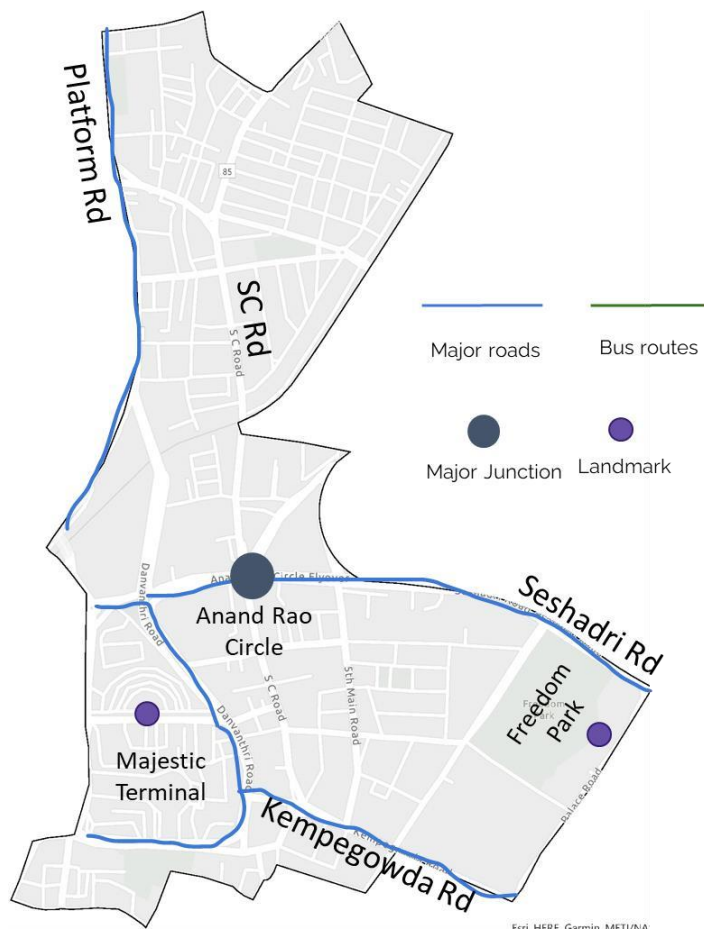 Platform Rd
85
SC Rd
S C Road
Major roads
Bus routes
Major Junction
Landmark
Danvanthri Road
Circle Flyover
Anand Rao
Circle
Seshadri Rd
S C Road
5th Main Road
Freedom
Park
Danvanthri Road
Majestic
Terminal
Palace Road
Kempegowda Rd
Esri, HERE, Garmin, METI/NA